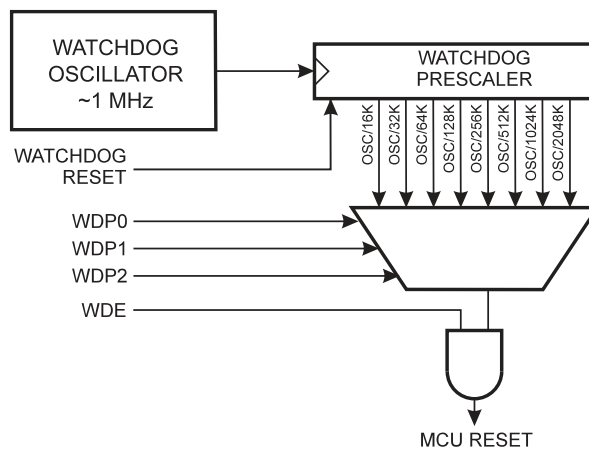 WATCHDOG
OSCILLATOR
~1 MHz
WATCHDOG
PRESCALER
WATCHDOG
RESET
OSC/16K
OSC/32K
OSC/64K
OSC/128K
OSC/256K
OSC/512K
OSC/1024K
OSC/2048K
WDP0
WDP1
WDP2
WDE
MCU RESET